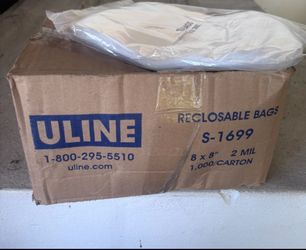 ULINE
1-800-295-5510
uline.com
RECLOSABLE BAGS
S-1699
8 x 8" 2 MIL
1,000/CARTON